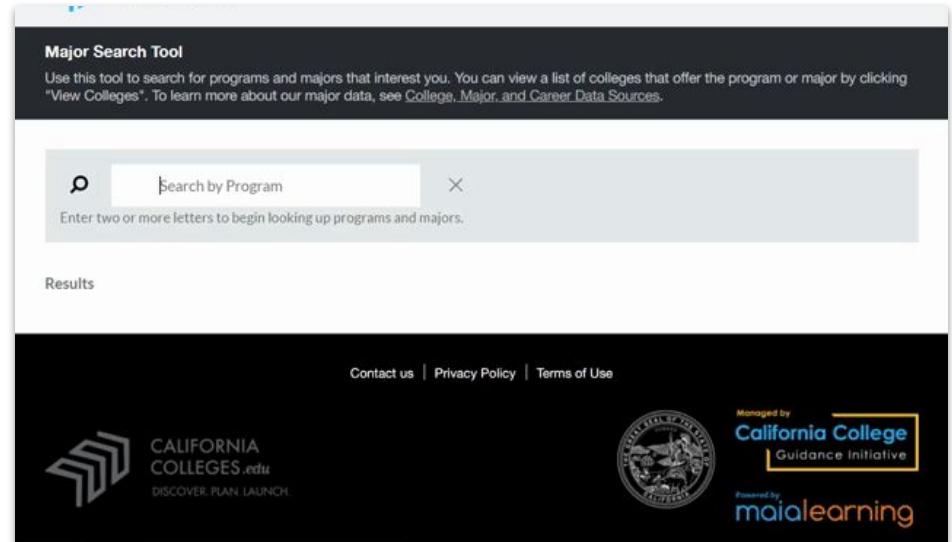 Major Search Tool
Use this tool to search for programs and majors that interest you. You can view a list of colleges that offer the program or major by clicking
"View Colleges". To learn more about our major data, see College, Major, and Career Data Sources.
Search by Program
Enter two or more letters to begin looking up programs and majors.
Results
Contact us | Privacy Policy | Terms of Use
CALIFORNIA
COLLEGES.edu
DISCOVER. PLAN. LAUNCH.
Managed by
California College
Guidance Initiative
Powered by
maialearning